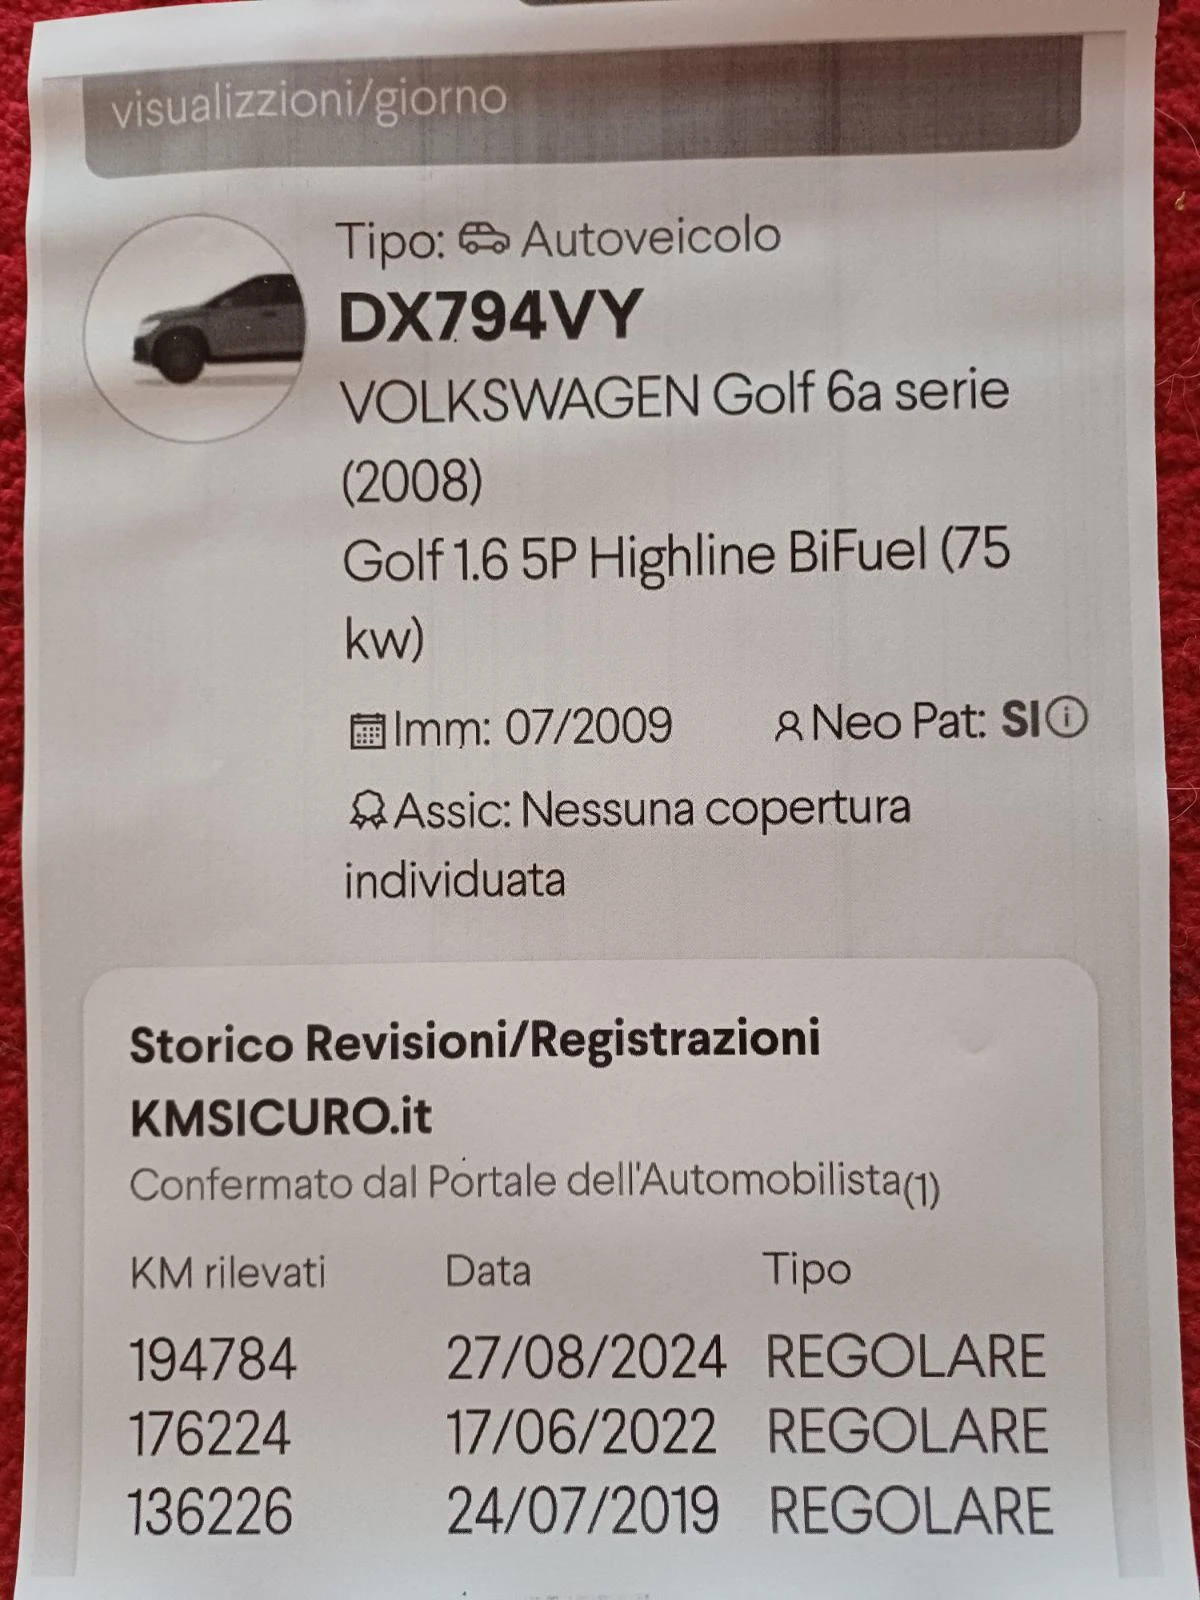 visualizzioni/giorno
Tipo: Autoveicolo
DX794VY
VOLKSWAGEN Golf 6a serie
(2008)
Golf 1.6 5P Highline BiFuel (75
kw)
Imm: 07/2009 Neo Pat: SI
Assic: Nessuna copertura
individuata
Storico Revisioni/Registrazioni
KMSICURO.it
Confermato dal Portale dell'Automobilista(1)
KM rilevati Data Tipo
194784 27/08/2024 REGOLARE
176224 17/06/2022 REGOLARE
136226 24/07/2019 REGOLARE